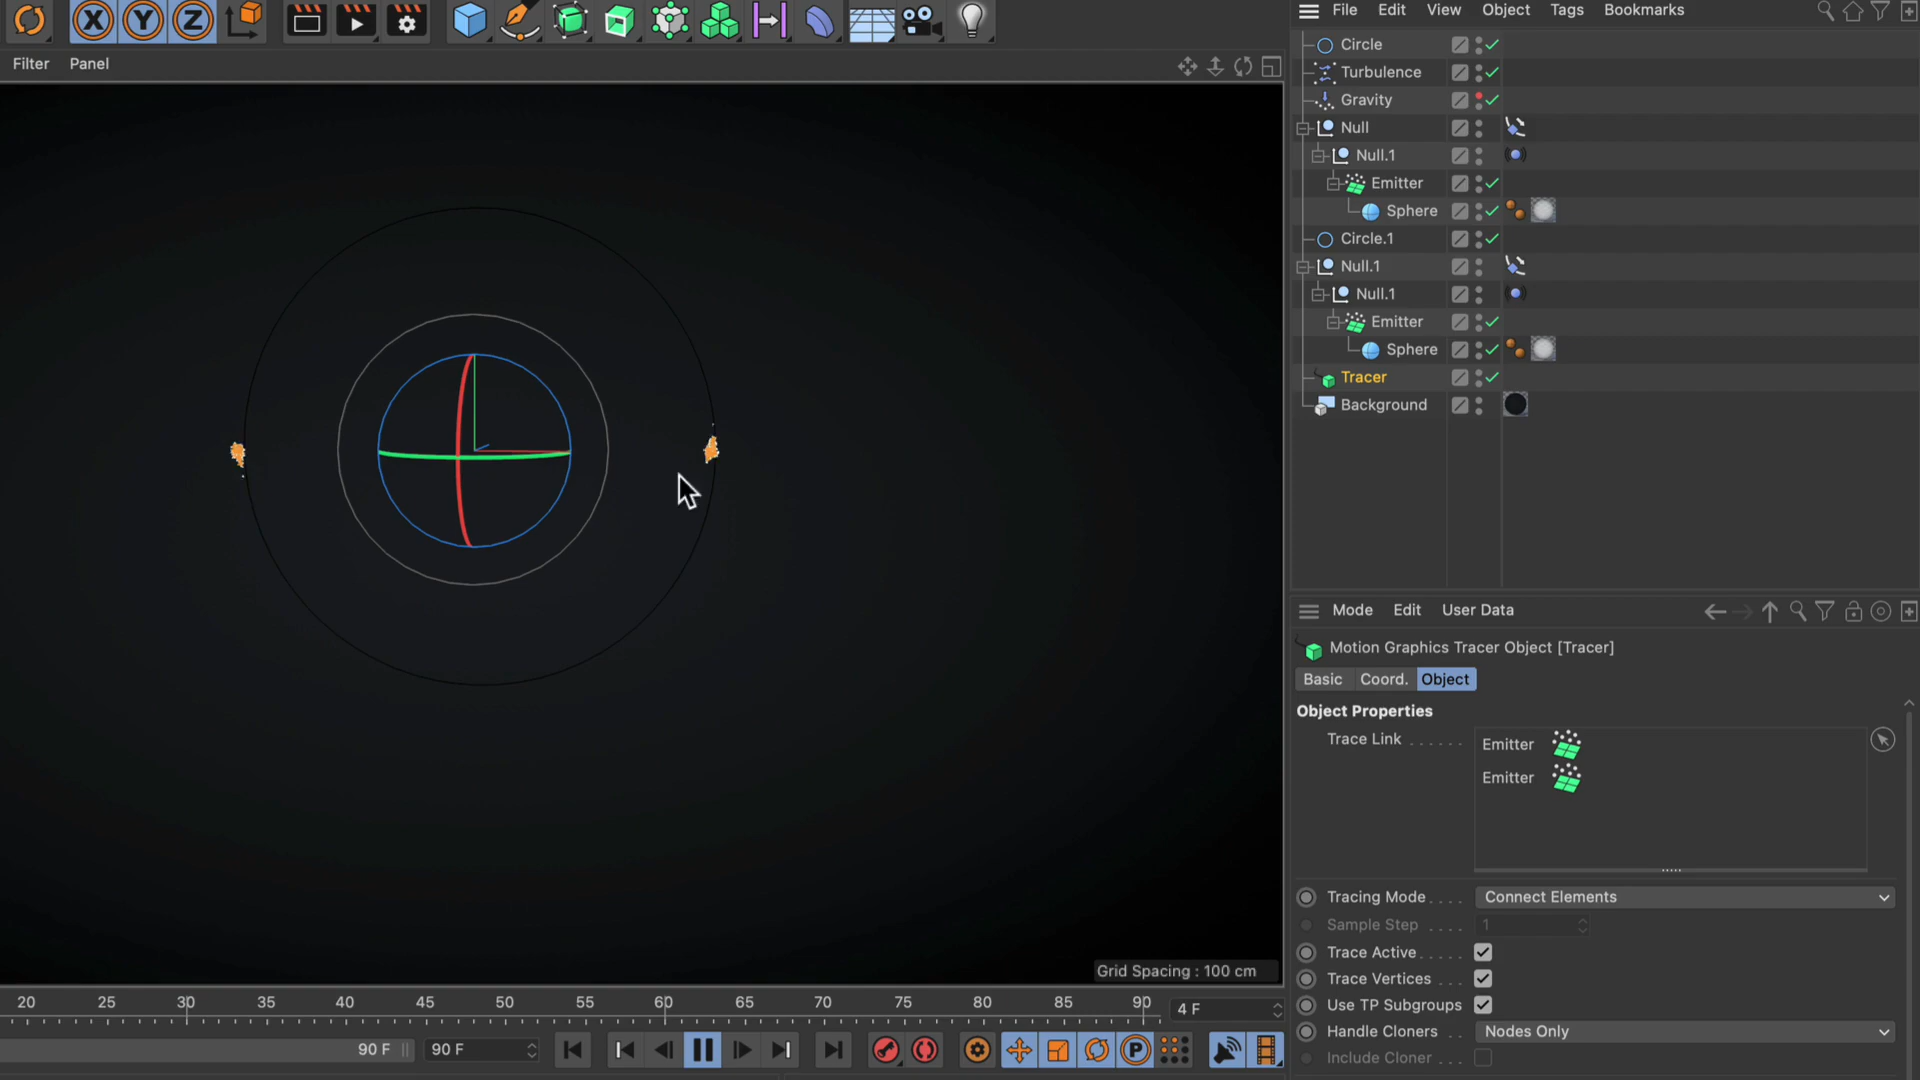 X Y Z
File Edit View Object Tags Bookmarks
Filter Panel
Circle
Turbulence
Gravity
Null
Null.1
Emitter
Sphere
Circle.1
Null.1
Null.1
Emitter
Sphere
Tracer
Background
Mode Edit User Data
Motion Graphics Tracer Object [Tracer]
Basic Coord. Object
Object Properties
Trace Link . . . . . . Emitter
Emitter
Tracing Mode . . . . Connect Elements
Sample Step . . . . 1
Trace Active . . . . .
Trace Vertices . . . .
Use TP Subgroups
Handle Cloners . . . Nodes Only
Include Cloner . . .
Grid Spacing : 100 cm
20 25 30 35 40 45 50 55 60 65 70 75 80 85 90 4 F
90 F 90 F P